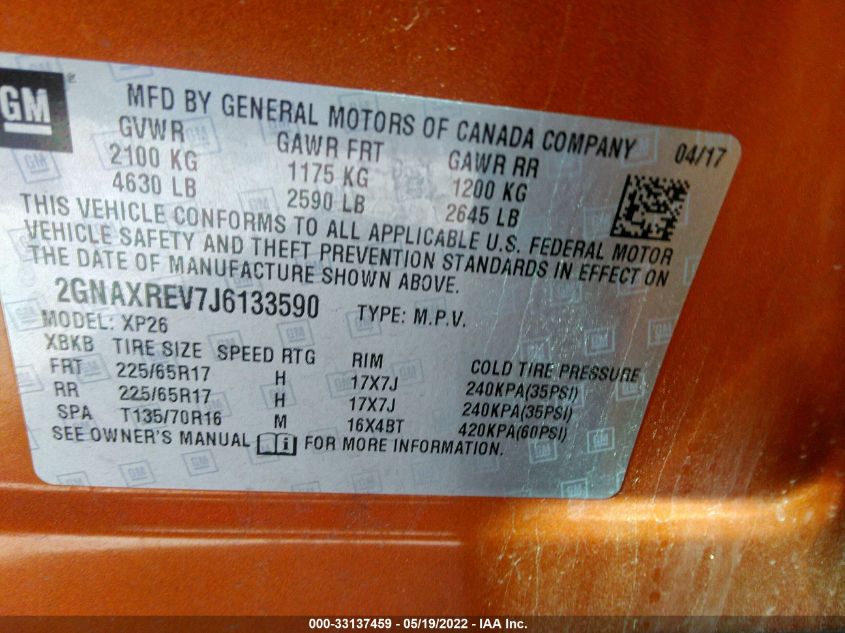 GM
MFD BY GENERAL MOTORS OF CANADA COMPANY 04/17
GVWR GAWR FRT GAWR RR
2100 KG 1175 KG 1200 KG
4630 LB 2590 LB 2645 LB
THIS VEHICLE CONFORMS TO ALL APPLICABLE U.S. FEDERAL MOTOR
VEHICLE SAFETY AND THEFT PREVENTION STANDARDS IN EFFECT ON
THE DATE OF MANUFACTURE SHOWN ABOVE.
2GNAXREV7J6133590 TYPE: M.P.V.
MODEL: XP26
XBKB TIRE SIZE SPEED RTG RIM COLD TIRE PRESSURE
FRT 225/65R17 H 17X7J 240KPA(35PSI)
RR 225/65R17 H 17X7J 240KPA(35PSI)
SPA T135/70R16 M 16X4BT 420KPA(60PSI)
SEE OWNER'S MANUAL FOR MORE INFORMATION.
000-33137459 - 05/19/2022 - IAA Inc.